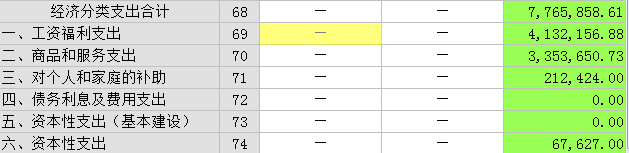 经济分类支出合计 68 — — 7,765,858.61
一、工资福利支出 69 — — 4,132,156.88
二、商品和服务支出 70 — — 3,353,650.73
三、对个人和家庭的补助 71 — — 212,424.00
四、债务利息及费用支出 72 — — 0.00
五、资本性支出（基本建设） 73 — — 0.00
六、资本性支出 74 — — 67,627.00